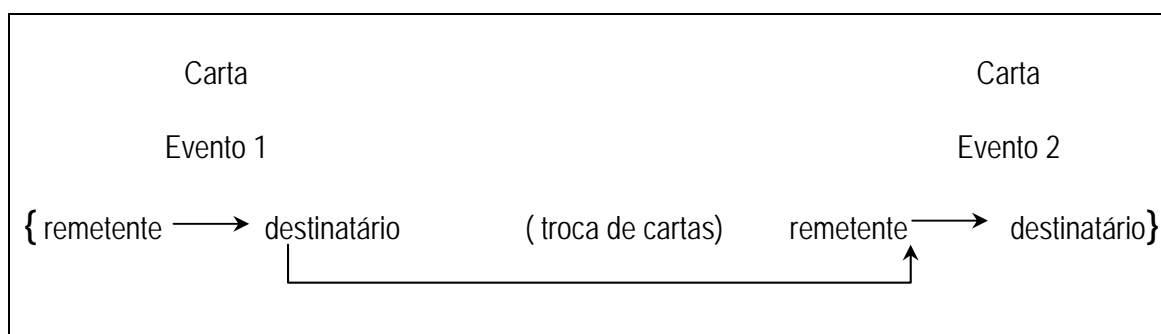 Carta Carta
Evento 1 Evento 2
{ remetente destinatário ( troca de cartas) remetente destinatário}